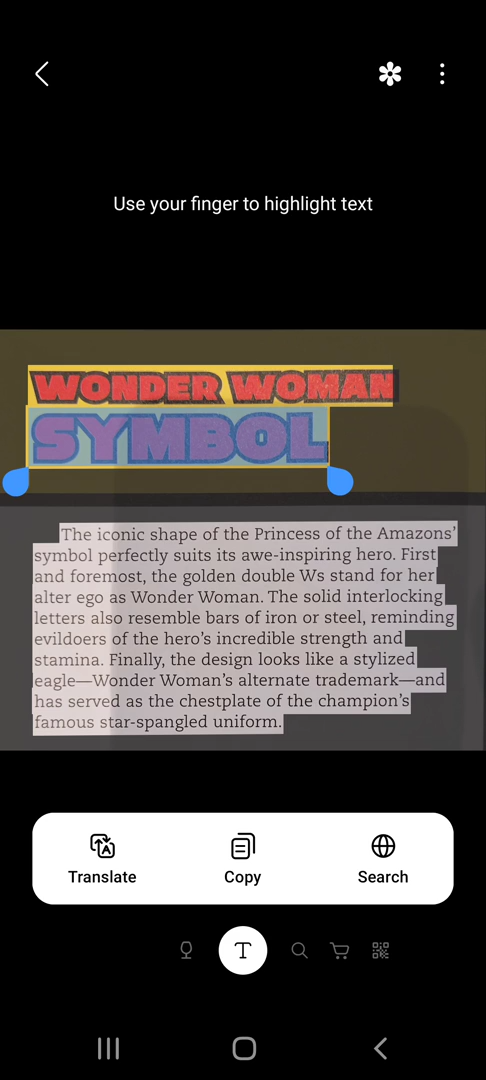 Use your finger to highlight text
WONDER WOMAN
SYMBOL
The iconic shape of the Princess of the Amazons'
symbol perfectly suits its awe-inspiring hero. First
and foremost, the golden double Ws stand for her
alter ego as Wonder Woman. The solid interlocking
letters also resemble bars of iron or steel, reminding
evildoers of the hero's incredible strength and
stamina. Finally, the design looks like a stylized
eagle—Wonder Woman's alternate trademark—and
has served as the chestplate of the champion's
famous star-spangled uniform.
Translate Copy Search
T